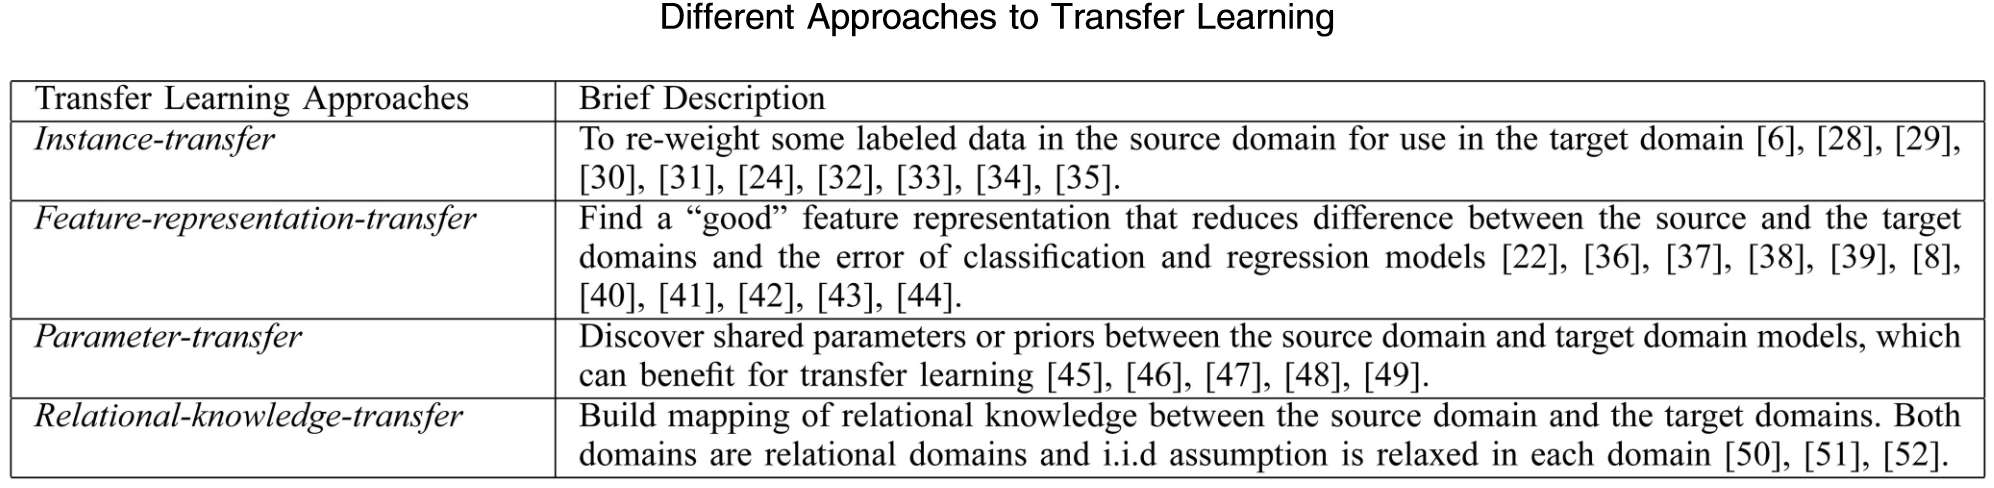 Different Approaches to Transfer Learning
Transfer Learning Approaches Brief Description
Instance-transfer To re-weight some labeled data in the source domain for use in the target domain [6], [28], [29],
[30], [31], [24], [32], [33], [34], [35].
Feature-representation-transfer Find a “good” feature representation that reduces difference between the source and the target
domains and the error of classification and regression models [22], [36], [37], [38], [39], [8],
[40], [41], [42], [43], [44].
Parameter-transfer Discover shared parameters or priors between the source domain and target domain models, which
can benefit for transfer learning [45], [46], [47], [48], [49].
Relational-knowledge-transfer Build mapping of relational knowledge between the source domain and the target domains. Both
domains are relational domains and i.i.d assumption is relaxed in each domain [50], [51], [52].